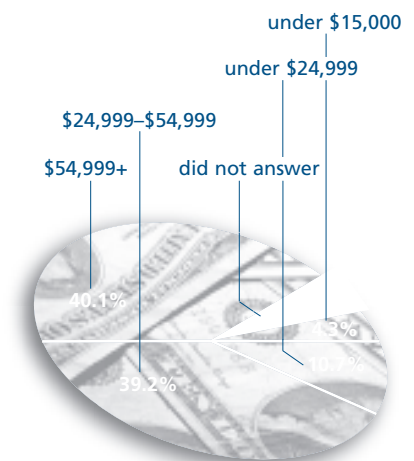 under $15,000
under $24,999
$24,999–$54,999
$54,999+
did not answer
40.1%
4.3%
10.7%
39.2%